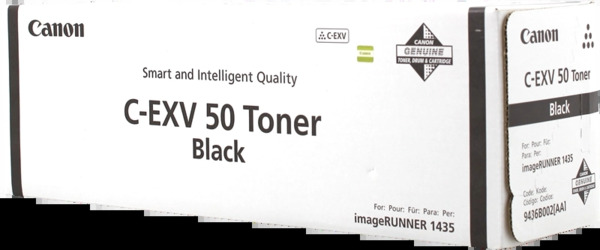 Canon
C-EXV
CANON
GENUINE
TONER, DRUM & CARTRIDGE
Smart and Intelligent Quality
C-EXV 50 Toner
Black
For: Pour: Für: Para: Per:
imageRUNNER 1435
Canon
C-EXV 50 Toner
Black
For: Pour: Für:
Para: Per:
imageRUNNER 1435
Code: Kode:
Código: Codice:
9436B002[AA]
GENUINE